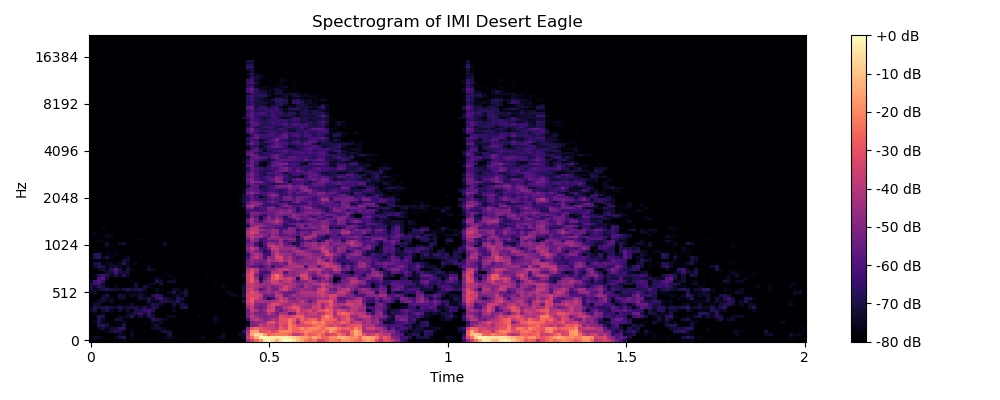 Spectrogram of IMI Desert Eagle
Hz
16384
8192
4096
2048
1024
512
0
0
0.5
1
1.5
2
Time
+0 dB
-10 dB
-20 dB
-30 dB
-40 dB
-50 dB
-60 dB
-70 dB
-80 dB